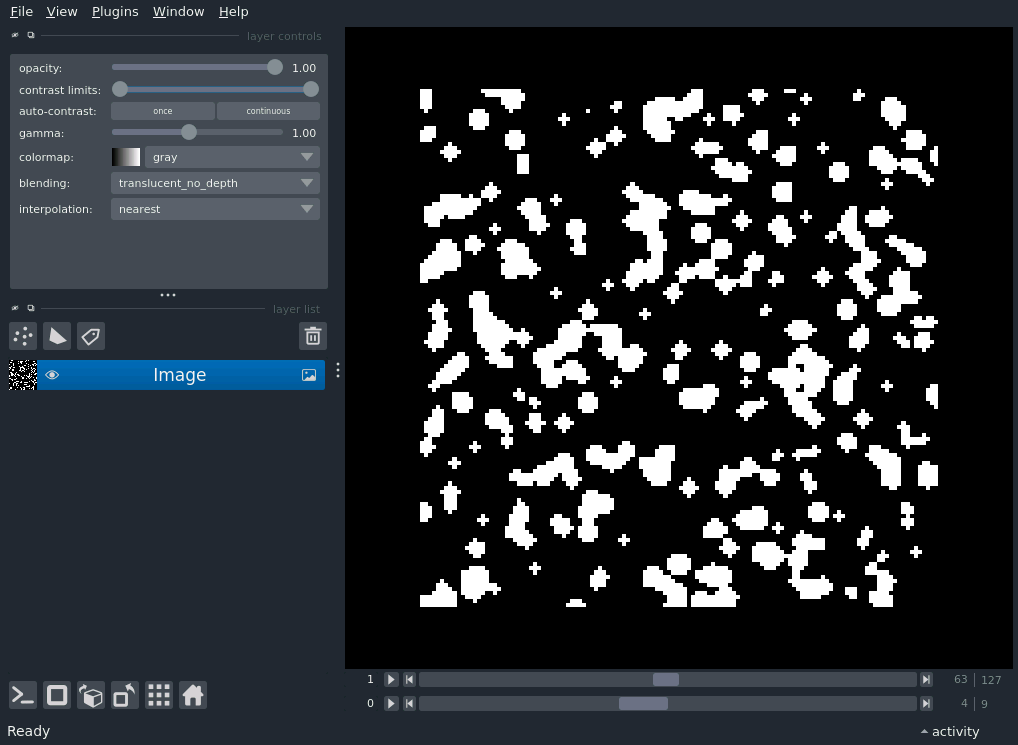 File View Plugins Window Help
layer controls
opacity: 1.00
contrast limits:
auto-contrast: once continuous
gamma: 1.00
colormap: gray
blending: translucent_no_depth
interpolation: nearest
layer list
Image
1 63 127
0 4 9
Ready activity